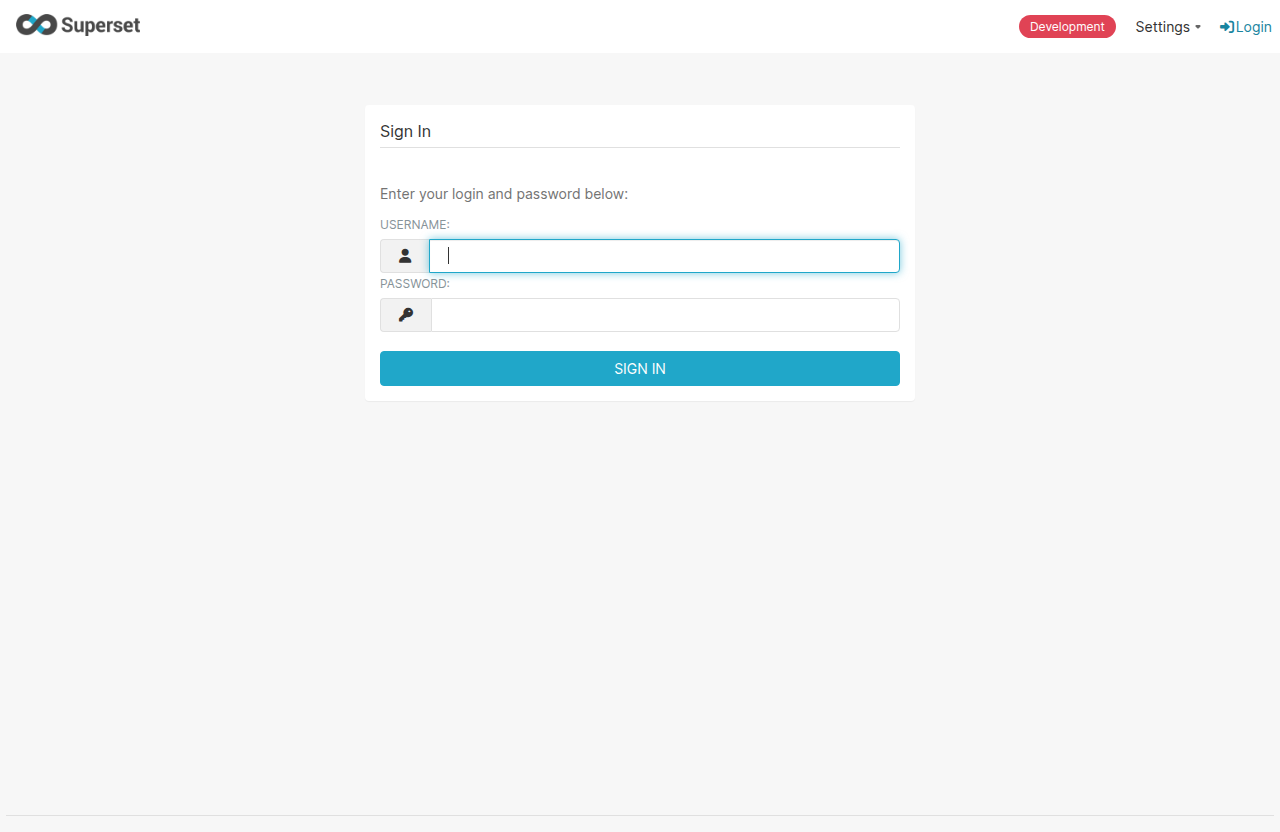 Superset
Development Settings Login
Sign In
Enter your login and password below:
USERNAME:
PASSWORD:
SIGN IN